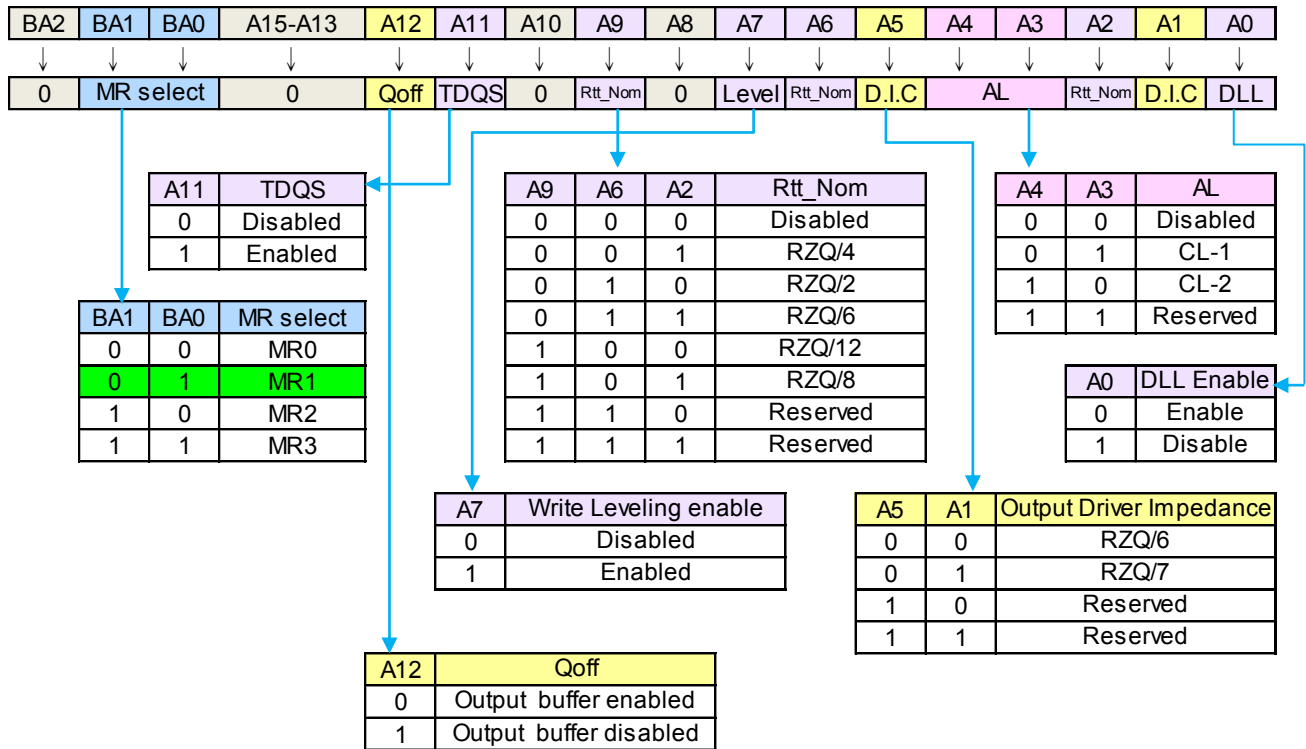 BA2 BA1 BA0 A15-A13 A12 A11 A10 A9 A8 A7 A6 A5 A4 A3 A2 A1 A0
0 MR select 0 Qoff TDQS 0 Rtt_Nom 0 Level Rtt_Nom D.I.C AL Rtt_Nom D.I.C DLL
A11 TDQS
0 Disabled
1 Enabled
A9 A6 A2 Rtt_Nom
0 0 0 Disabled
0 0 1 RZQ/4
0 1 0 RZQ/2
0 1 1 RZQ/6
1 0 0 RZQ/12
1 0 1 RZQ/8
1 1 0 Reserved
1 1 1 Reserved
A4 A3 AL
0 0 Disabled
0 1 CL-1
1 0 CL-2
1 1 Reserved
BA1 BA0 MR select
0 0 MR0
0 1 MR1
1 0 MR2
1 1 MR3
A0 DLL Enable
0 Enable
1 Disable
A7 Write Leveling enable
0 Disabled
1 Enabled
A5 A1 Output Driver Impedance
0 0 RZQ/6
0 1 RZQ/7
1 0 Reserved
1 1 Reserved
A12 Qoff
0 Output buffer enabled
1 Output buffer disabled